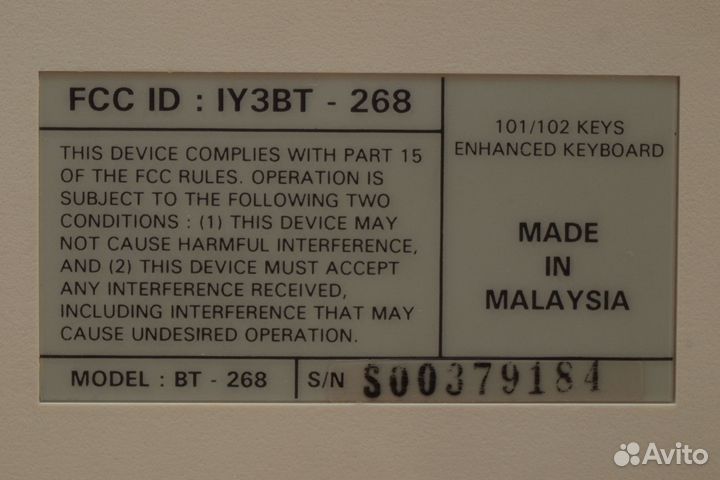 FCC ID : IY3BT - 268
THIS DEVICE COMPLIES WITH PART 15
OF THE FCC RULES. OPERATION IS
SUBJECT TO THE FOLLOWING TWO
CONDITIONS : (1) THIS DEVICE MAY
NOT CAUSE HARMFUL INTERFERENCE,
AND (2) THIS DEVICE MUST ACCEPT
ANY INTERFERENCE RECEIVED,
INCLUDING INTERFERENCE THAT MAY
CAUSE UNDESIRED OPERATION.
101/102 KEYS
ENHANCED KEYBOARD
MADE
IN
MALAYSIA
MODEL : BT - 268
S/N S00379184
Avito